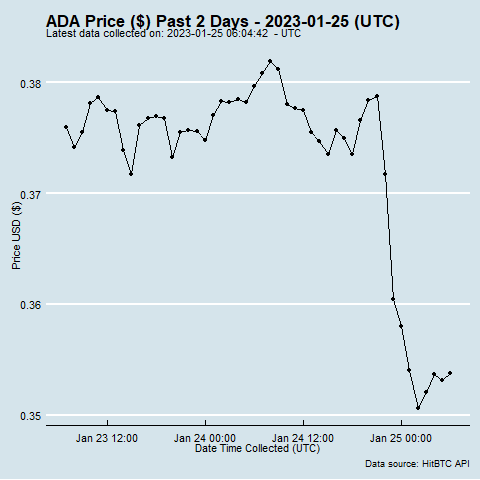 ADA Price ($) Past 2 Days - 2023-01-25 (UTC)
Latest data collected on: 2023-01-25 06:04:42 - UTC
0.38
0.37
0.36
0.35
Price USD ($)
Jan 23 12:00 Jan 24 00:00 Jan 24 12:00 Jan 25 00:00
Date Time Collected (UTC)
Data source: HitBTC API